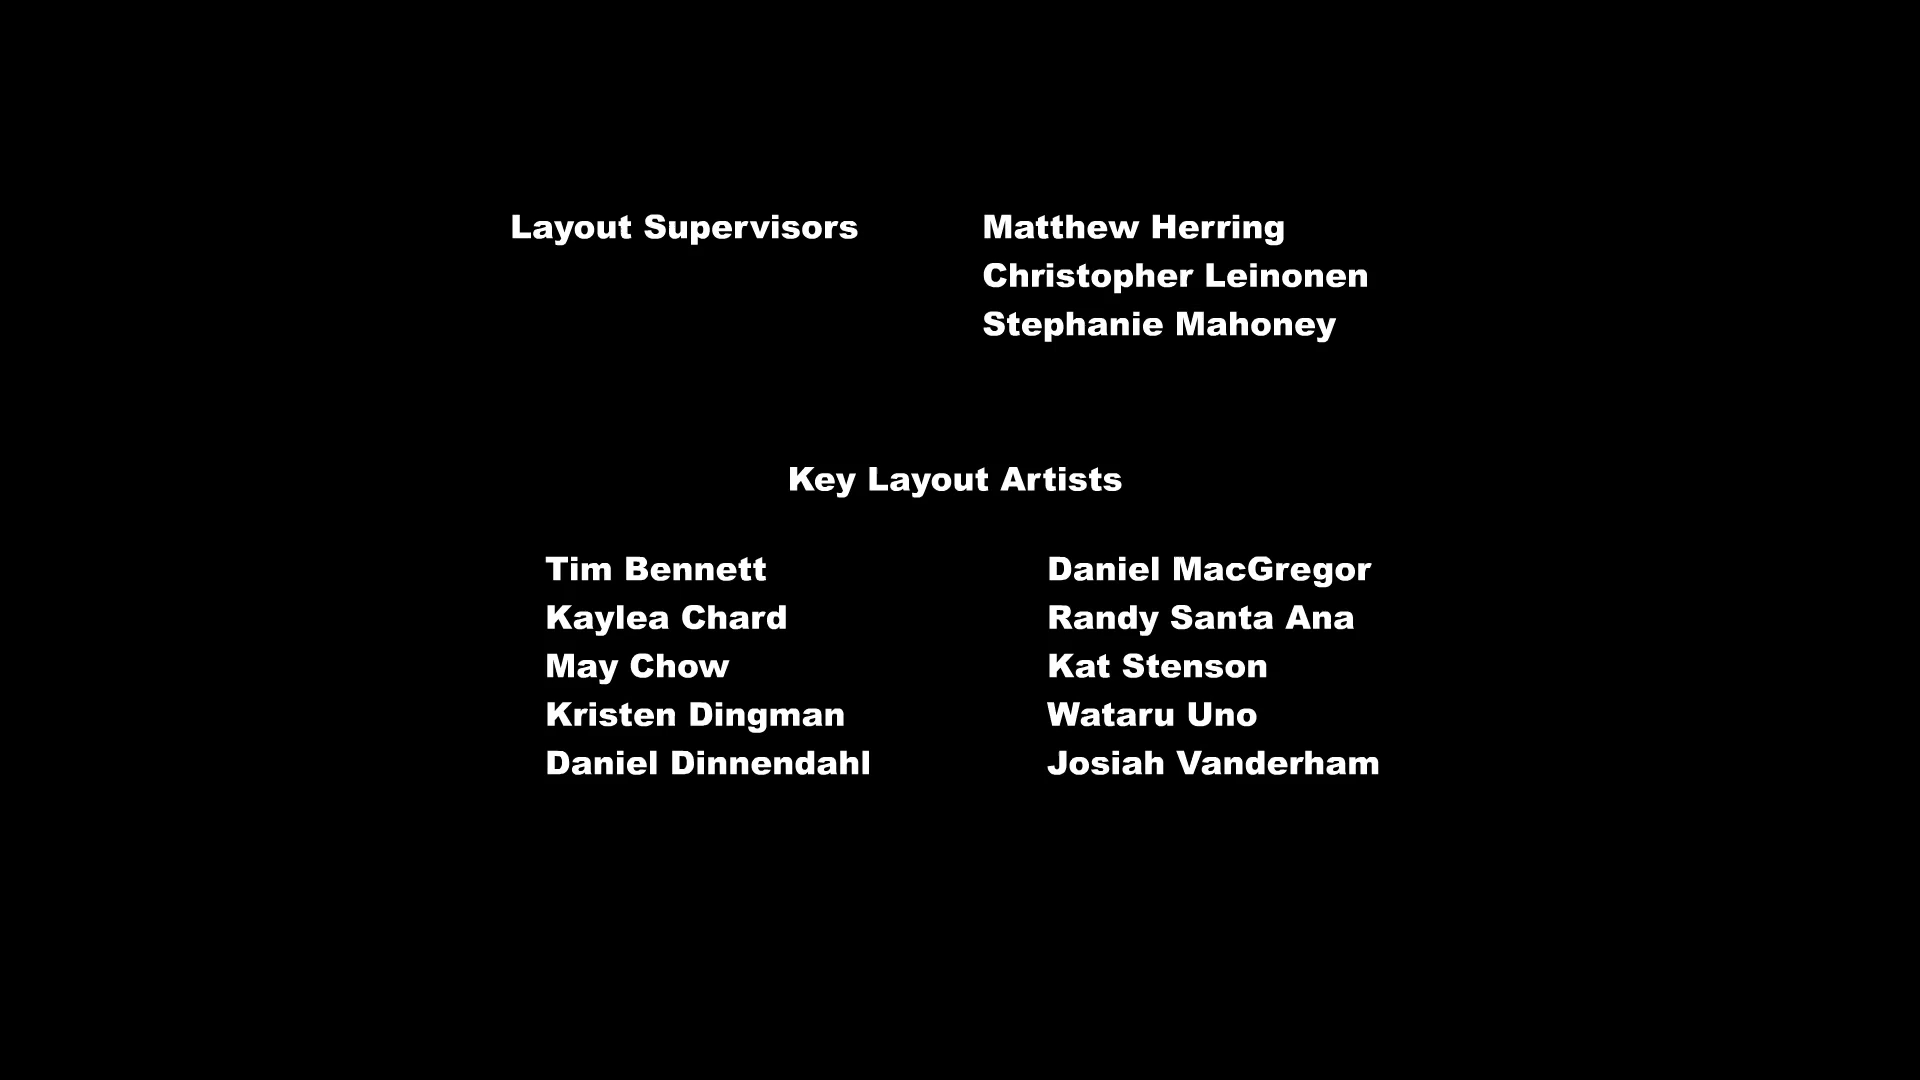 Layout Supervisors Matthew Herring
Christopher Leinonen
Stephanie Mahoney
Key Layout Artists
Tim Bennett Daniel MacGregor
Kaylea Chard Randy Santa Ana
May Chow Kat Stenson
Kristen Dingman Wataru Uno
Daniel Dinnendahl Josiah Vanderham